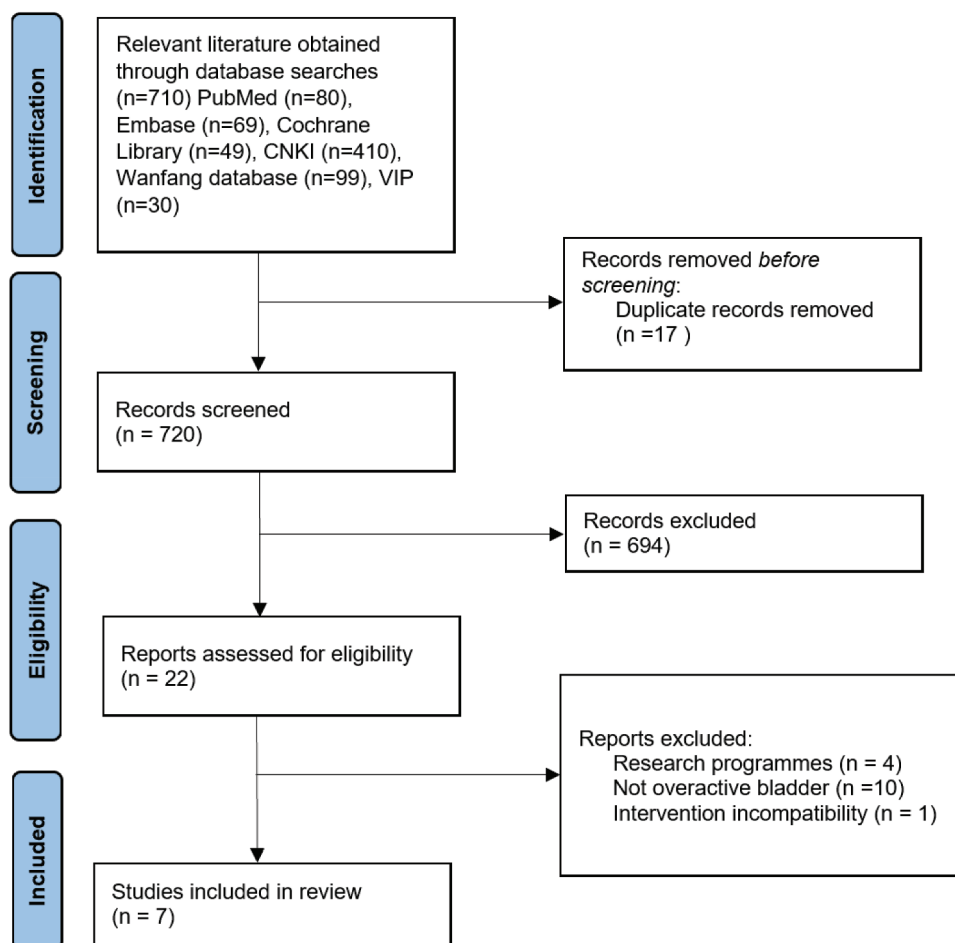 Identification
Relevant literature obtained
through database searches
(n=710) PubMed (n=80),
Embase (n=69), Cochrane
Library (n=49), CNKI (n=410),
Wanfang database (n=99), VIP
(n=30)
Records removed before
screening:
Duplicate records removed
(n =17 )
Screening
Records screened
(n = 720)
Records excluded
(n = 694)
Eligibility
Reports assessed for eligibility
(n = 22)
Reports excluded:
Research programmes (n = 4)
Not overactive bladder (n =10)
Intervention incompatibility (n = 1)
Included
Studies included in review
(n = 7)